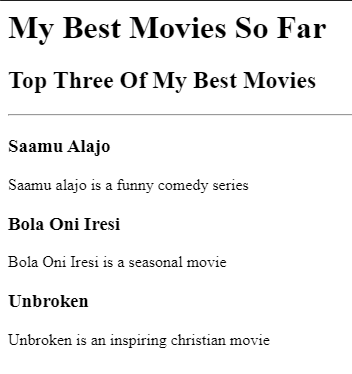 My Best Movies So Far
Top Three Of My Best Movies
Saamu Alajo
Saamu alajo is a funny comedy series
Bola Oni Iresi
Bola Oni Iresi is a seasonal movie
Unbroken
Unbroken is an inspiring christian movie